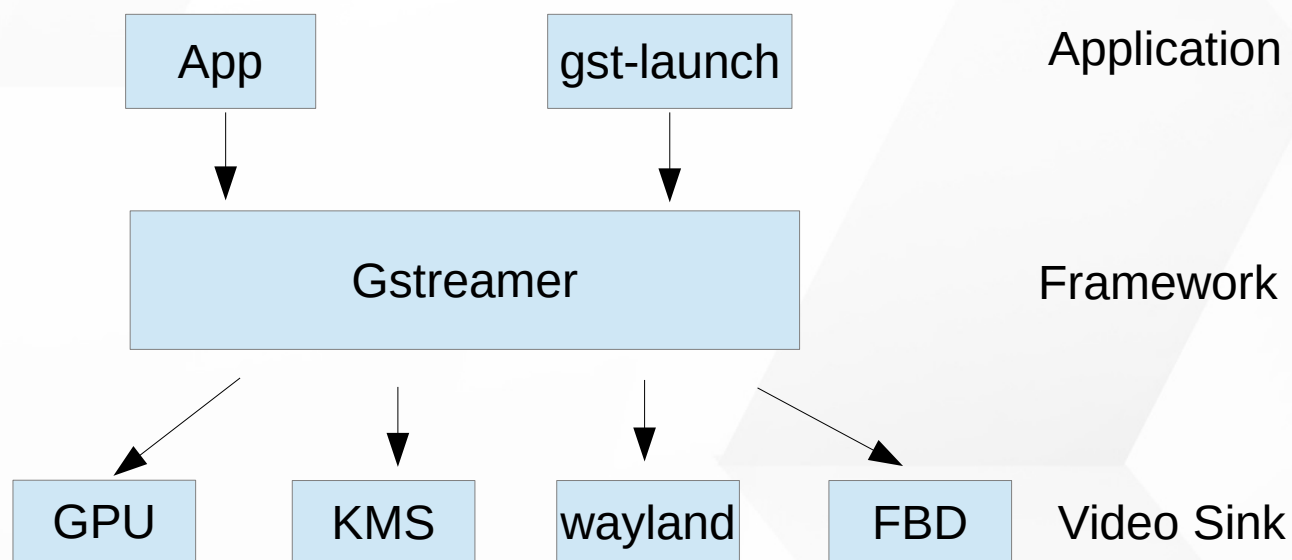 App
gst-launch
Application
Gstreamer
Framework
GPU
KMS
wayland
FBD
Video Sink